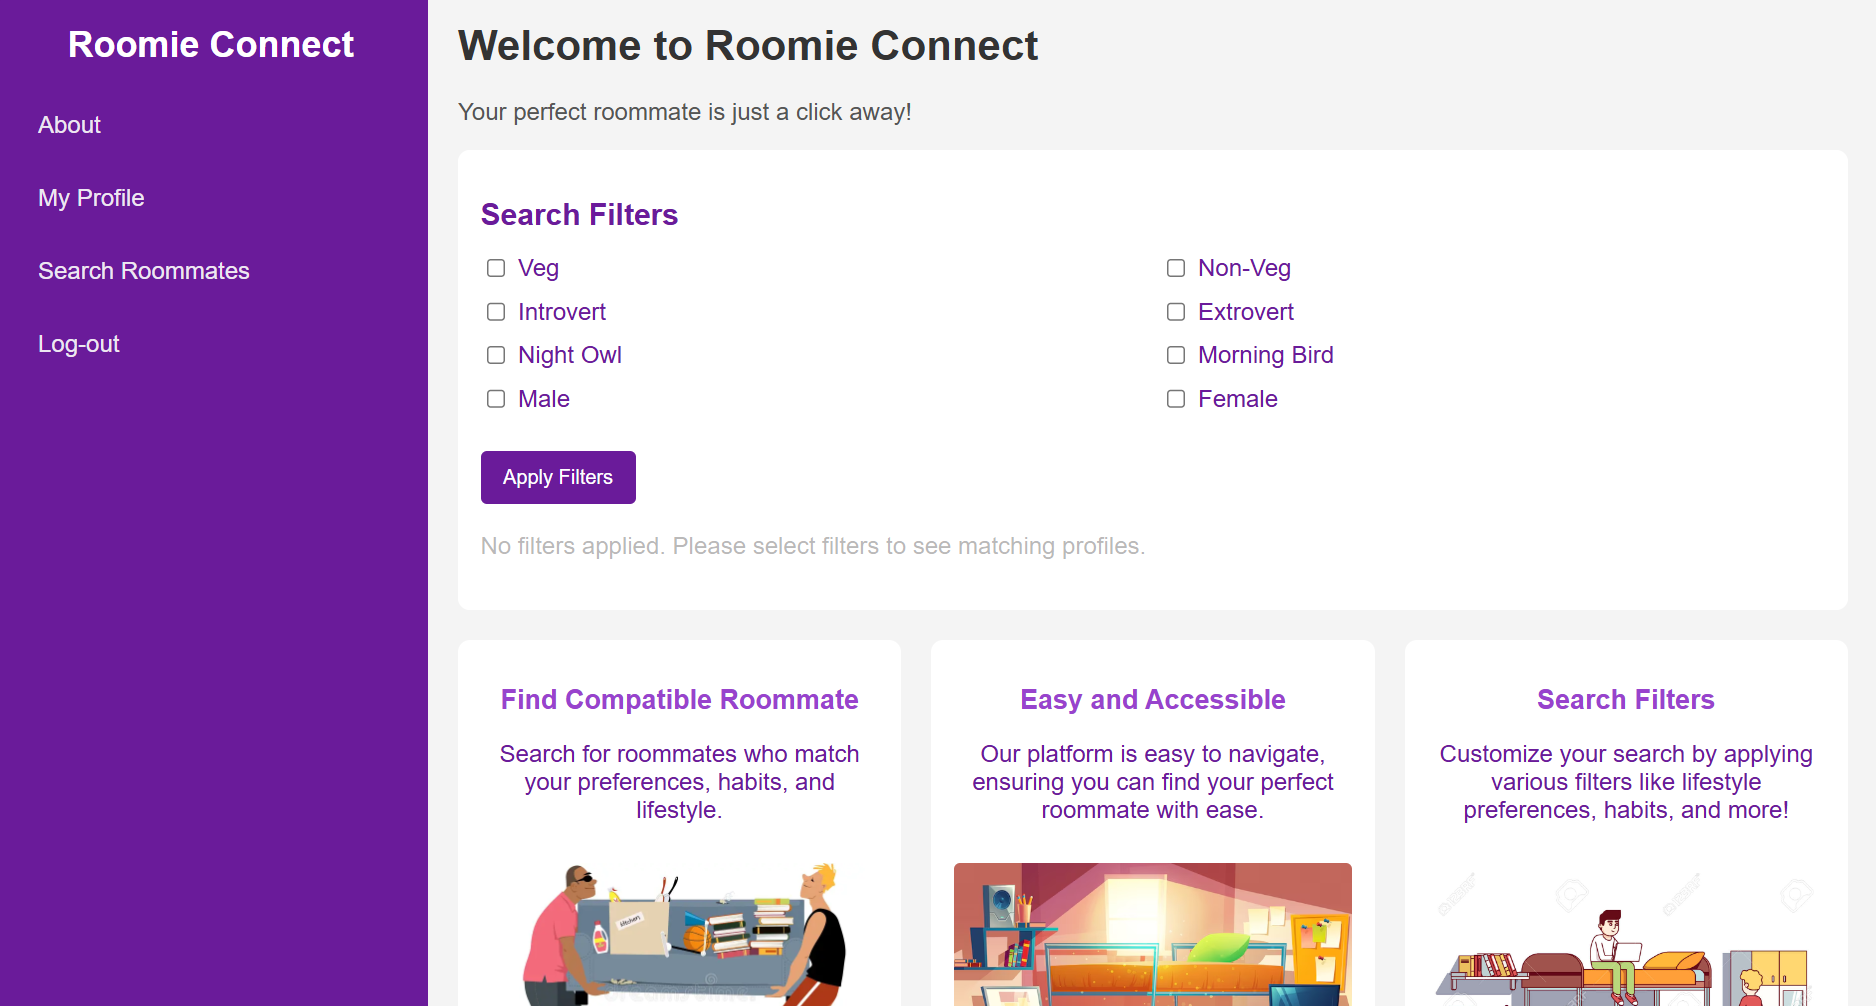 Roomie Connect
About
My Profile
Search Roommates
Log-out
Welcome to Roomie Connect
Your perfect roommate is just a click away!
Search Filters
Veg
Non-Veg
Introvert
Extrovert
Night Owl
Morning Bird
Male
Female
Apply Filters
No filters applied. Please select filters to see matching profiles.
Find Compatible Roommate
Search for roommates who match
your preferences, habits, and
lifestyle.
Kitchen
Easy and Accessible
Our platform is easy to navigate,
ensuring you can find your perfect
roommate with ease.
Search Filters
Customize your search by applying
various filters like lifestyle
preferences, habits, and more!